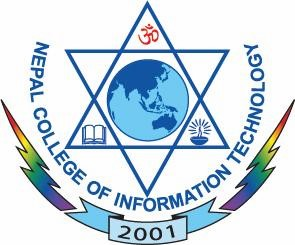 ॐ
NEPAL COLLEGE OF INFORMATION TECHNOLOGY
2001